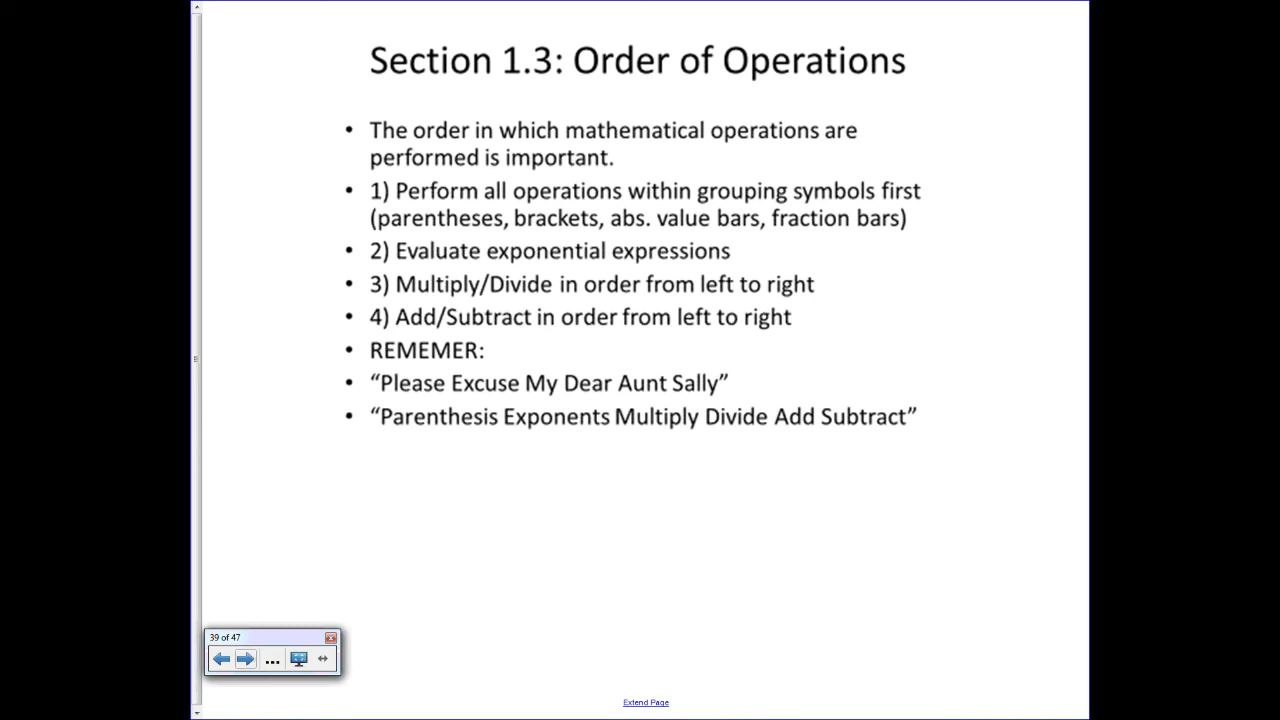 Section 1.3: Order of Operations
• The order in which mathematical operations are
performed is important.
• 1) Perform all operations within grouping symbols first
(parentheses, brackets, abs. value bars, fraction bars)
• 2) Evaluate exponential expressions
• 3) Multiply/Divide in order from left to right
• 4) Add/Subtract in order from left to right
• REMEMER:
• “Please Excuse My Dear Aunt Sally”
• “Parenthesis Exponents Multiply Divide Add Subtract”
39 of 47
...
Extend Page